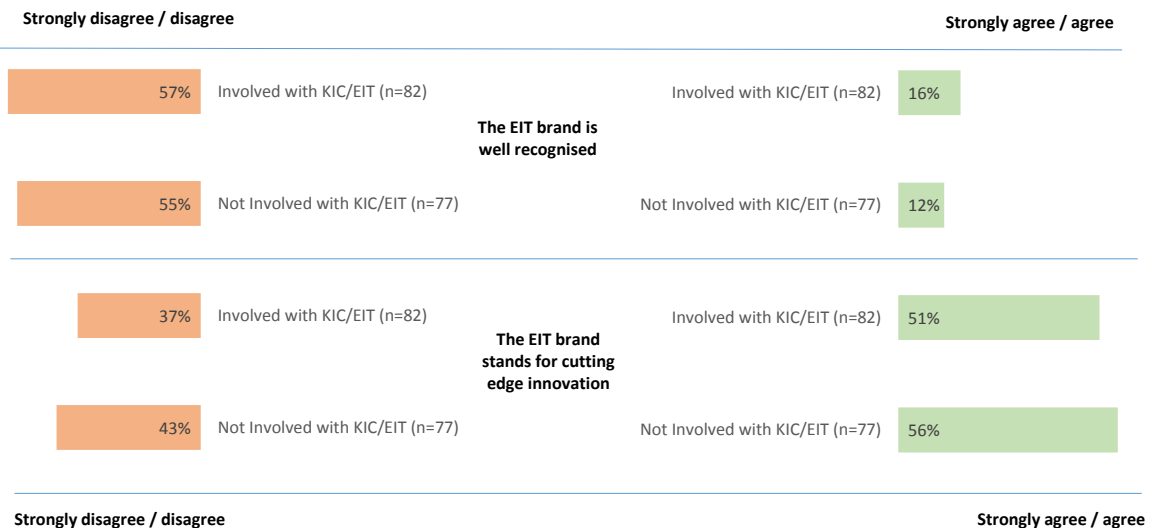 Strongly disagree / disagree
Strongly agree / agree
57% Involved with KIC/EIT (n=82)
Involved with KIC/EIT (n=82) 16%
The EIT brand is
well recognised
55% Not Involved with KIC/EIT (n=77)
Not Involved with KIC/EIT (n=77) 12%
37% Involved with KIC/EIT (n=82)
Involved with KIC/EIT (n=82) 51%
The EIT brand
stands for cutting
edge innovation
43% Not Involved with KIC/EIT (n=77)
Not Involved with KIC/EIT (n=77) 56%
Strongly disagree / disagree
Strongly agree / agree